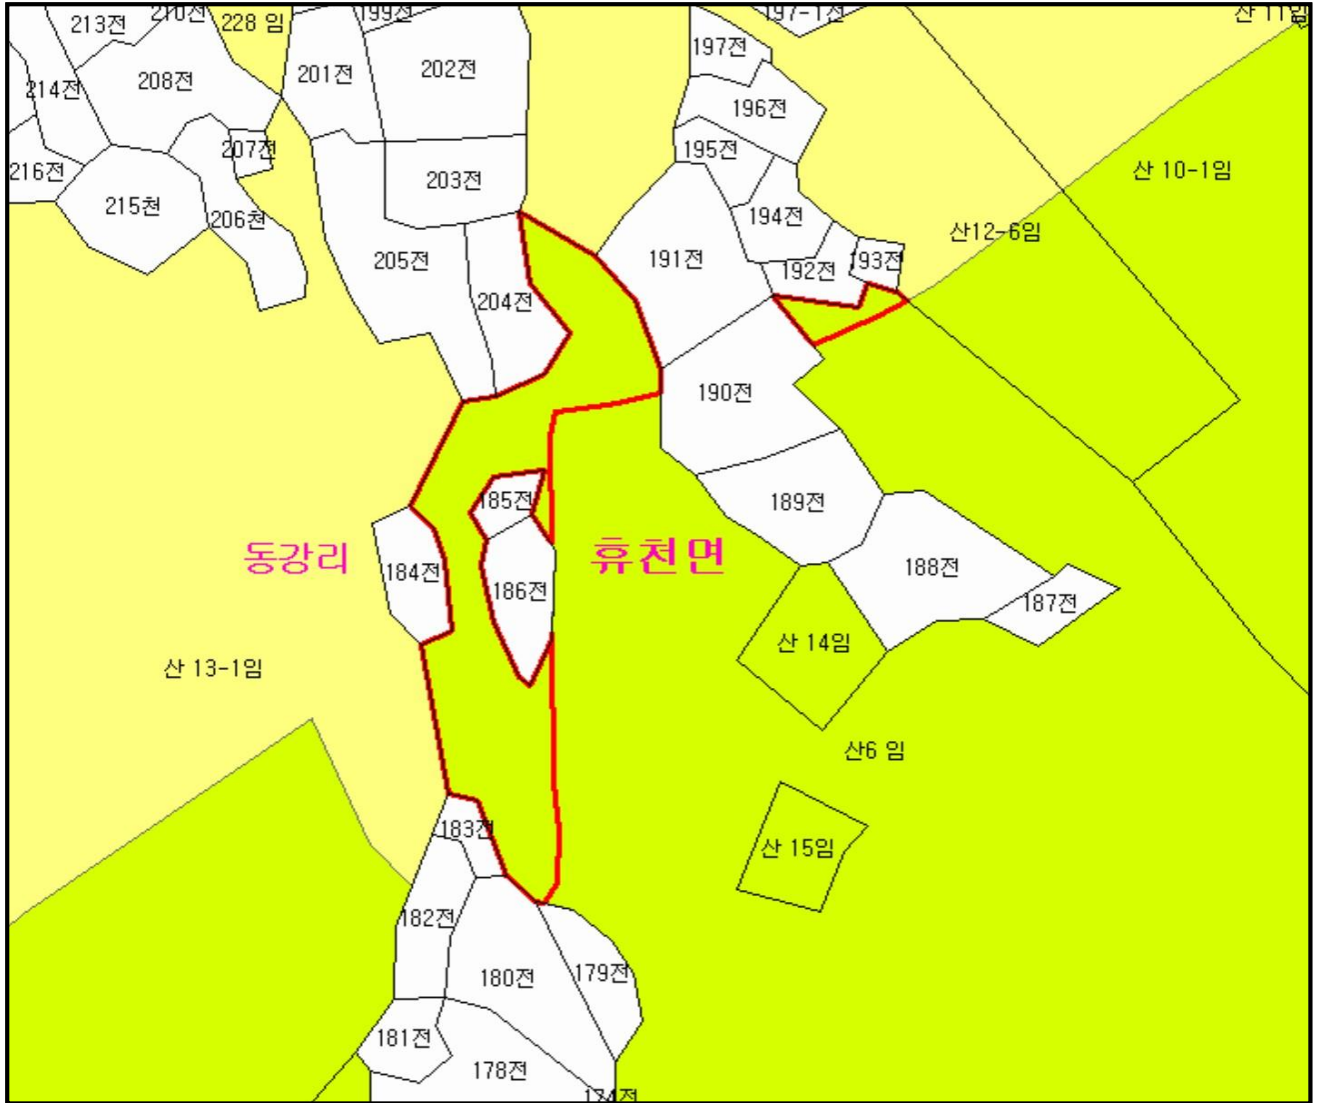 213전
210전
228 임
199전
197-1전
산 11임
214전
208전
201전
202전
197전
196전
216전
207전
203전
195전
산 10-1임
215천
206천
205전
204전
194전
191전
192전
193전
산12-6임
190전
185전
189전
동강리
184전
186전
휴천면
188전
187전
산 14임
산 13-1임
산6 임
183전
산 15임
182전
180전
179전
181전
178전
174전